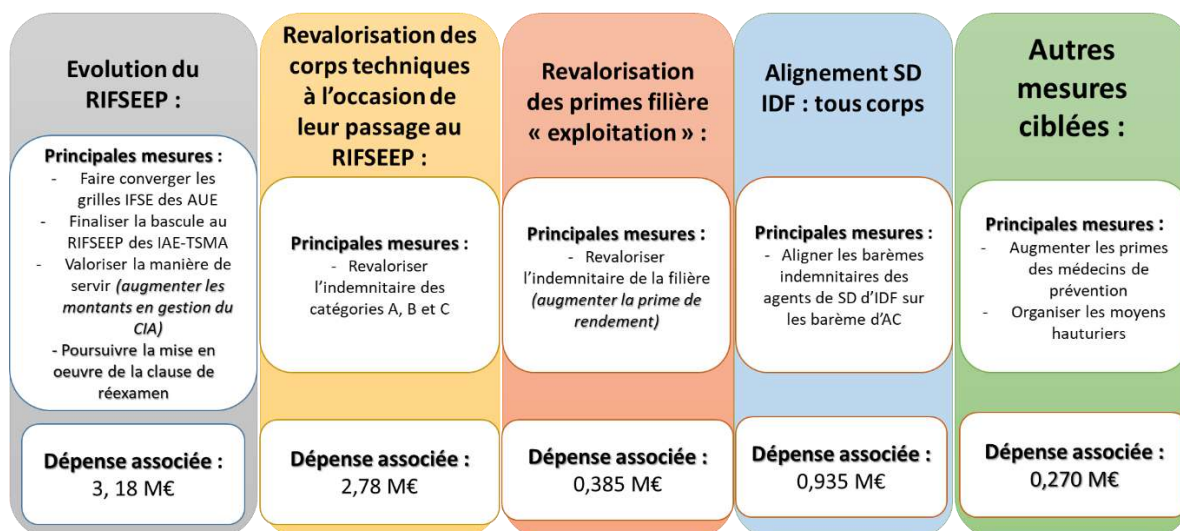 Evolution du
RIFSEEP :
Principales mesures :
- Faire converger les
grilles IFSE des AUE
- Finaliser la bascule au
RIFSEEP des IAE-TSMA
- Valoriser la manière de
servir (augmenter les
montants en gestion du
CIA)
- Poursuivre la mise en
oeuvre de la clause de
réexamen
Dépense associée :
3, 18 M€
Revalorisation des
corps techniques
à l’occasion de
leur passage au
RIFSEEP :
Principales mesures :
- Revaloriser
l’indemnitaire des
catégories A, B et C
Dépense associée :
2,78 M€
Revalorisation
des primes filière
« exploitation » :
Principales mesures :
- Revaloriser
l’indemnitaire de la filière
(augmenter la prime de
rendement)
Dépense associée :
0,385 M€
Alignement SD
IDF : tous corps
Principales mesures :
- Aligner les barèmes
indemnitaires des
agents de SD d’IDF sur
les barème d’AC
Dépense associée :
0,935 M€
Autres
mesures
ciblées :
Principales mesures :
- Augmenter les primes
des médecins de
prévention
- Organiser les moyens
hauturiers
Dépense associée :
0,270 M€